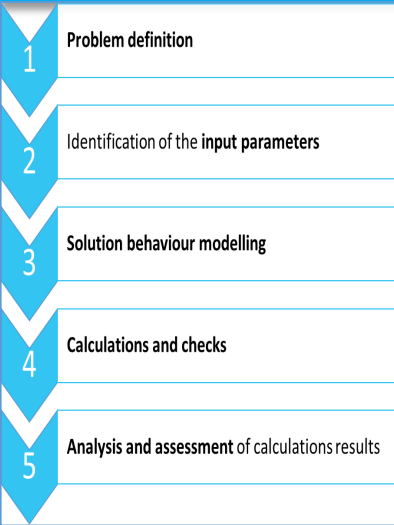 1
Problem definition
2
Identification of the input parameters
3
Solution behaviour modelling
4
Calculations and checks
5
Analysis and assessment of calculations results